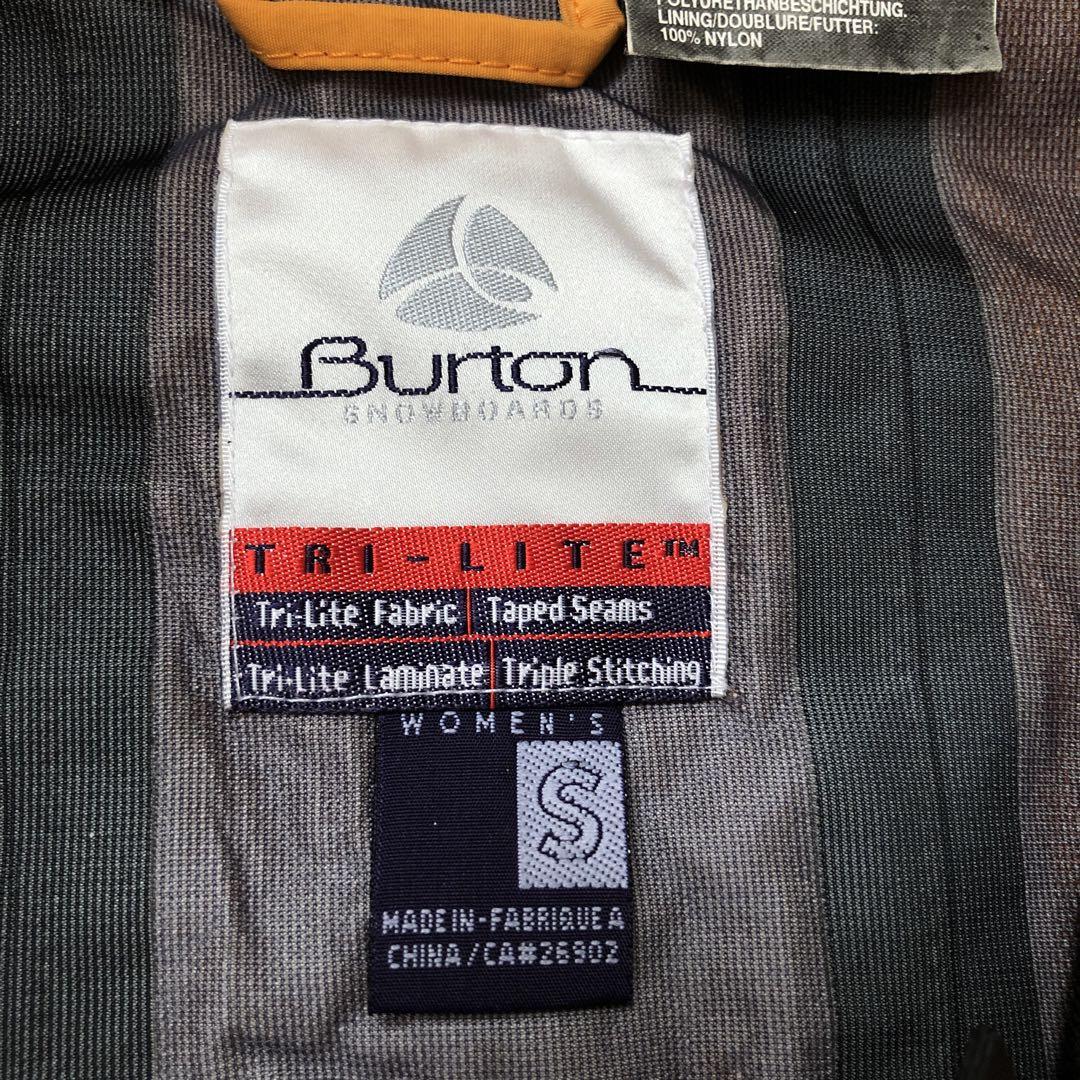 POLYURETHANBESCHICHTUNG.
LINING/DOUBLURE/FUTTER:
100% NYLON
Burton
SNOWBOARDS
TRI-LITE™
Tri-Lite Fabric Taped Seams
Tri-Lite Laminate Triple Stitching
WOMEN'S
S
MADE IN-FABRIQUE A
CHINA/CA#26902